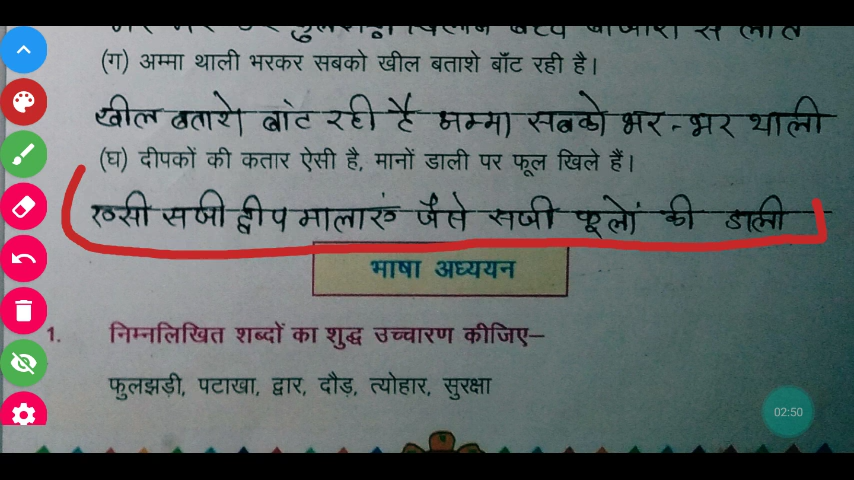 (ग) अम्मा थाली भरकर सबको खील बताशे बाँट रही है।
खील बताशे बांट रही है अम्मा सबको भर-भर थाली
(घ) दीपकों की कतार ऐसी है, मानों डाली पर फूल खिले हैं।
सजी द्वीप मालाएं जैसे सजी फूलों की डाली
भाषा अध्ययन
1. निम्नलिखित शब्दों का शुद्ध उच्चारण कीजिए–
फुलझड़ी, पटाखा, द्वार, दौड़, त्योहार, सुरक्षा
02:50